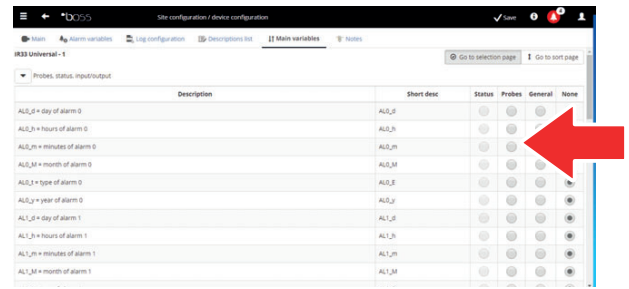 boss Site configuration / device configuration Save 4
Main Alarm variables Log configuration Descriptions list Main variables Notes
IR33 Universal - 1 Go to selection page Go to sort page
Probes, status, input/output
Description Short desc Status Probes General None
AL0_d = day of alarm 0 AL0_d
AL0_h = hours of alarm 0 AL0_h
AL0_m = minutes of alarm 0 AL0_m
AL0_M = month of alarm 0 AL0_M
AL0_t = type of alarm 0 AL0_E
AL0_y = year of alarm 0 AL0_y
AL1_d = day of alarm 1 AL1_d
AL1_h = hours of alarm 1 AL1_h
AL1_m = minutes of alarm 1 AL1_m
AL1_M = month of alarm 1 AL1_M